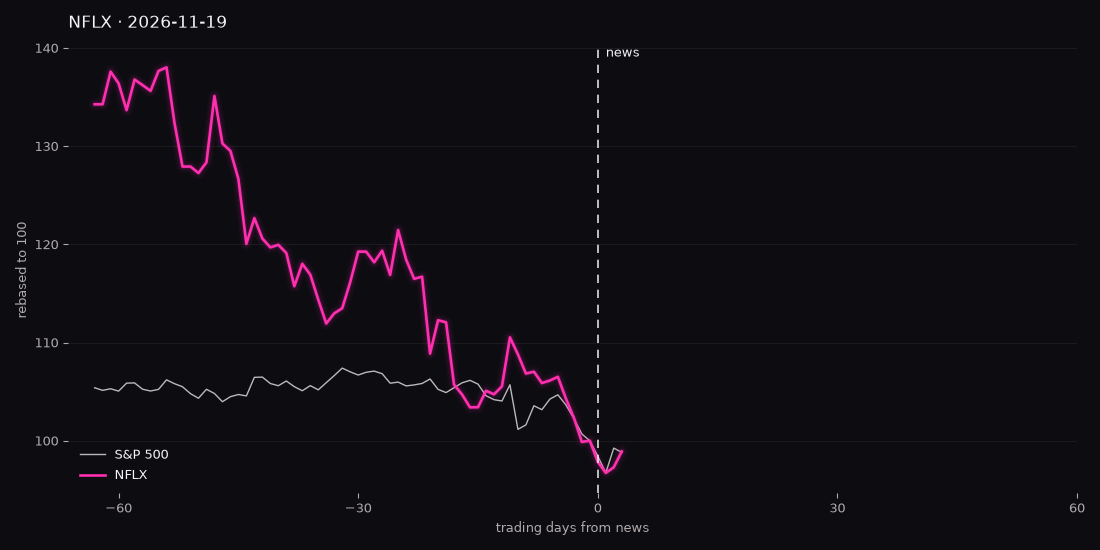 NFLX · 2026-11-19
140
130
120
110
100
rebased to 100
news
S&P 500
NFLX
−60
−30
0
30
60
trading days from news